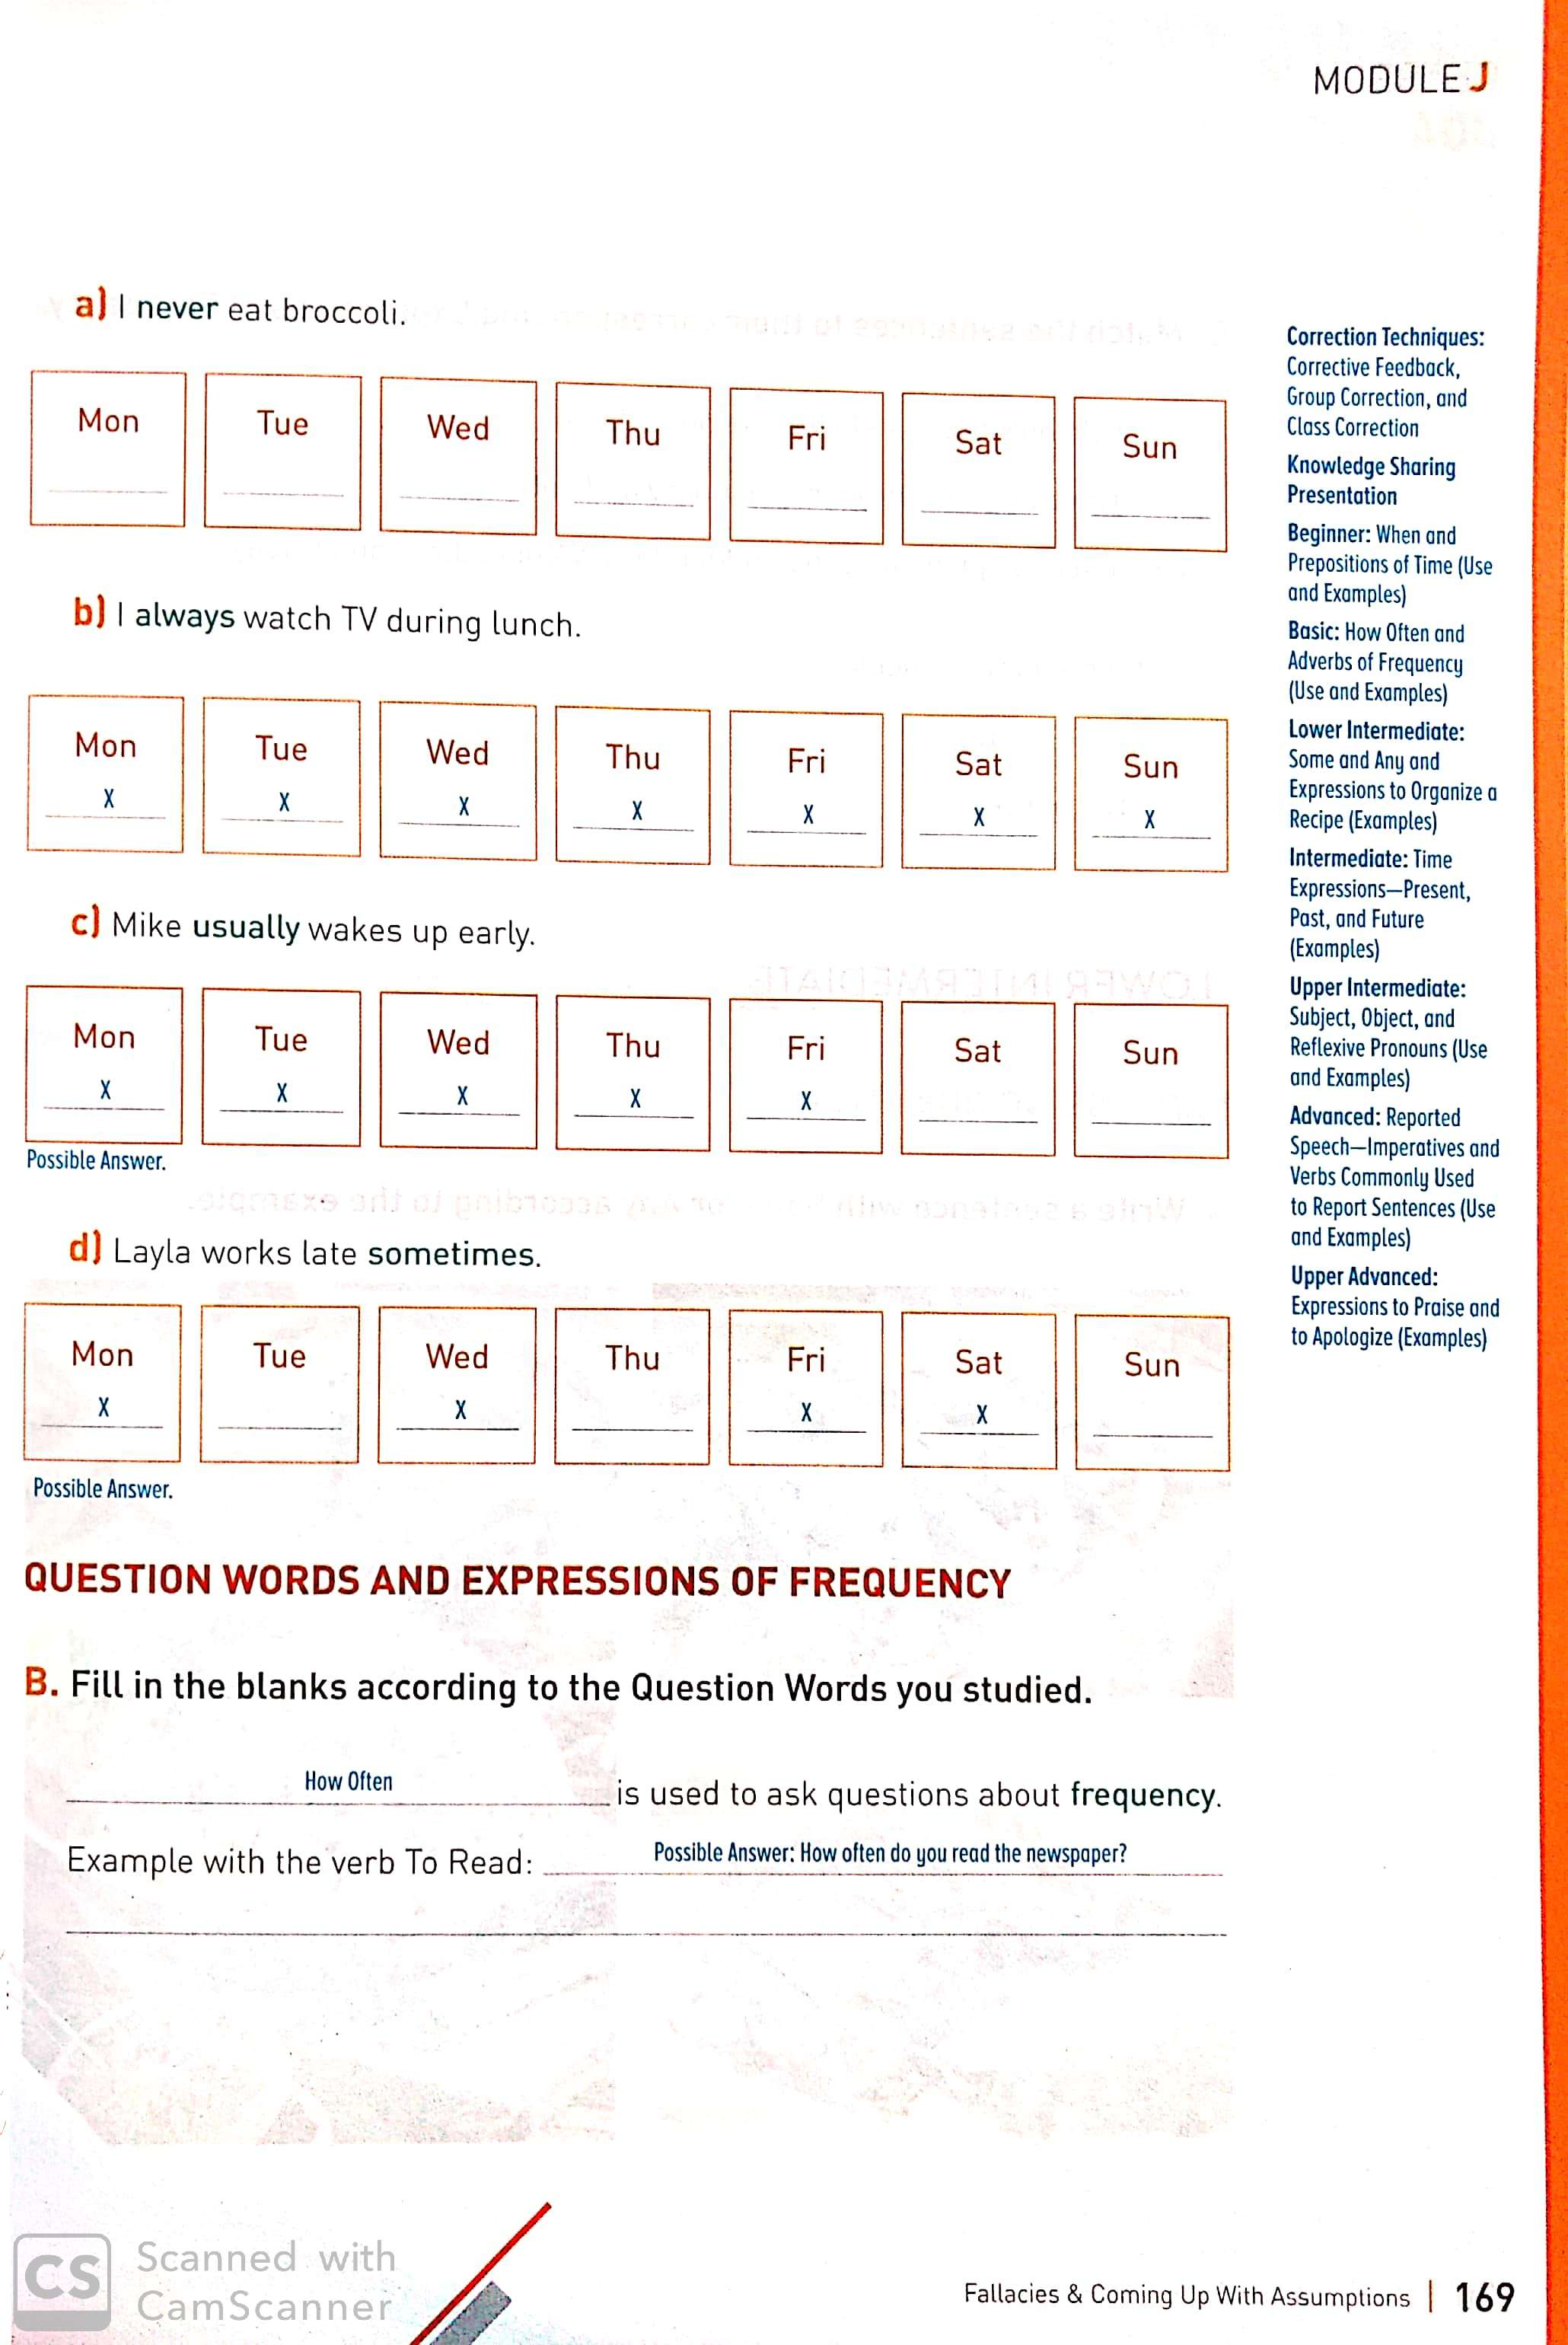 MODULE J
a) I never eat broccoli.
Mon Tue Wed Thu Fri Sat Sun
b) I always watch TV during lunch.
Mon Tue Wed Thu Fri Sat Sun
X X X X X X X
c) Mike usually wakes up early.
Mon Tue Wed Thu Fri Sat Sun
X X X X X
Possible Answer.
d) Layla works late sometimes.
Mon Tue Wed Thu Fri Sat Sun
X X X X
Possible Answer.
QUESTION WORDS AND EXPRESSIONS OF FREQUENCY
B. Fill in the blanks according to the Question Words you studied.
How Often is used to ask questions about frequency.
Example with the verb To Read: Possible Answer: How often do you read the newspaper?
Correction Techniques:
Corrective Feedback,
Group Correction, and
Class Correction
Knowledge Sharing
Presentation
Beginner: When and
Prepositions of Time (Use
and Examples)
Basic: How Often and
Adverbs of Frequency
(Use and Examples)
Lower Intermediate:
Some and Any and
Expressions to Organize a
Recipe (Examples)
Intermediate: Time
Expressions—Present,
Past, and Future
(Examples)
Upper Intermediate:
Subject, Object, and
Reflexive Pronouns (Use
and Examples)
Advanced: Reported
Speech—Imperatives and
Verbs Commonly Used
to Report Sentences (Use
and Examples)
Upper Advanced:
Expressions to Praise and
to Apologize (Examples)
CS Scanned with
CamScanner
Fallacies & Coming Up With Assumptions | 169